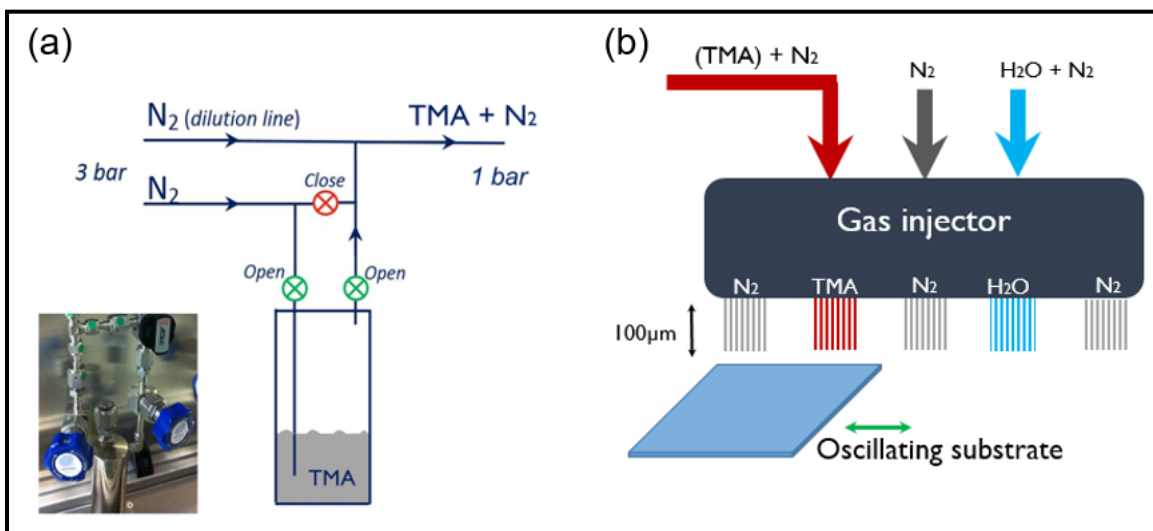 (a)
N2 (dilution line)
TMA + N2
3 bar
1 bar
Close
N2
Open
Open
TMA
(b)
(TMA) + N2
N2
H2O + N2
Gas injector
N2
TMA
N2
H2O
N2
100µm
Oscillating substrate